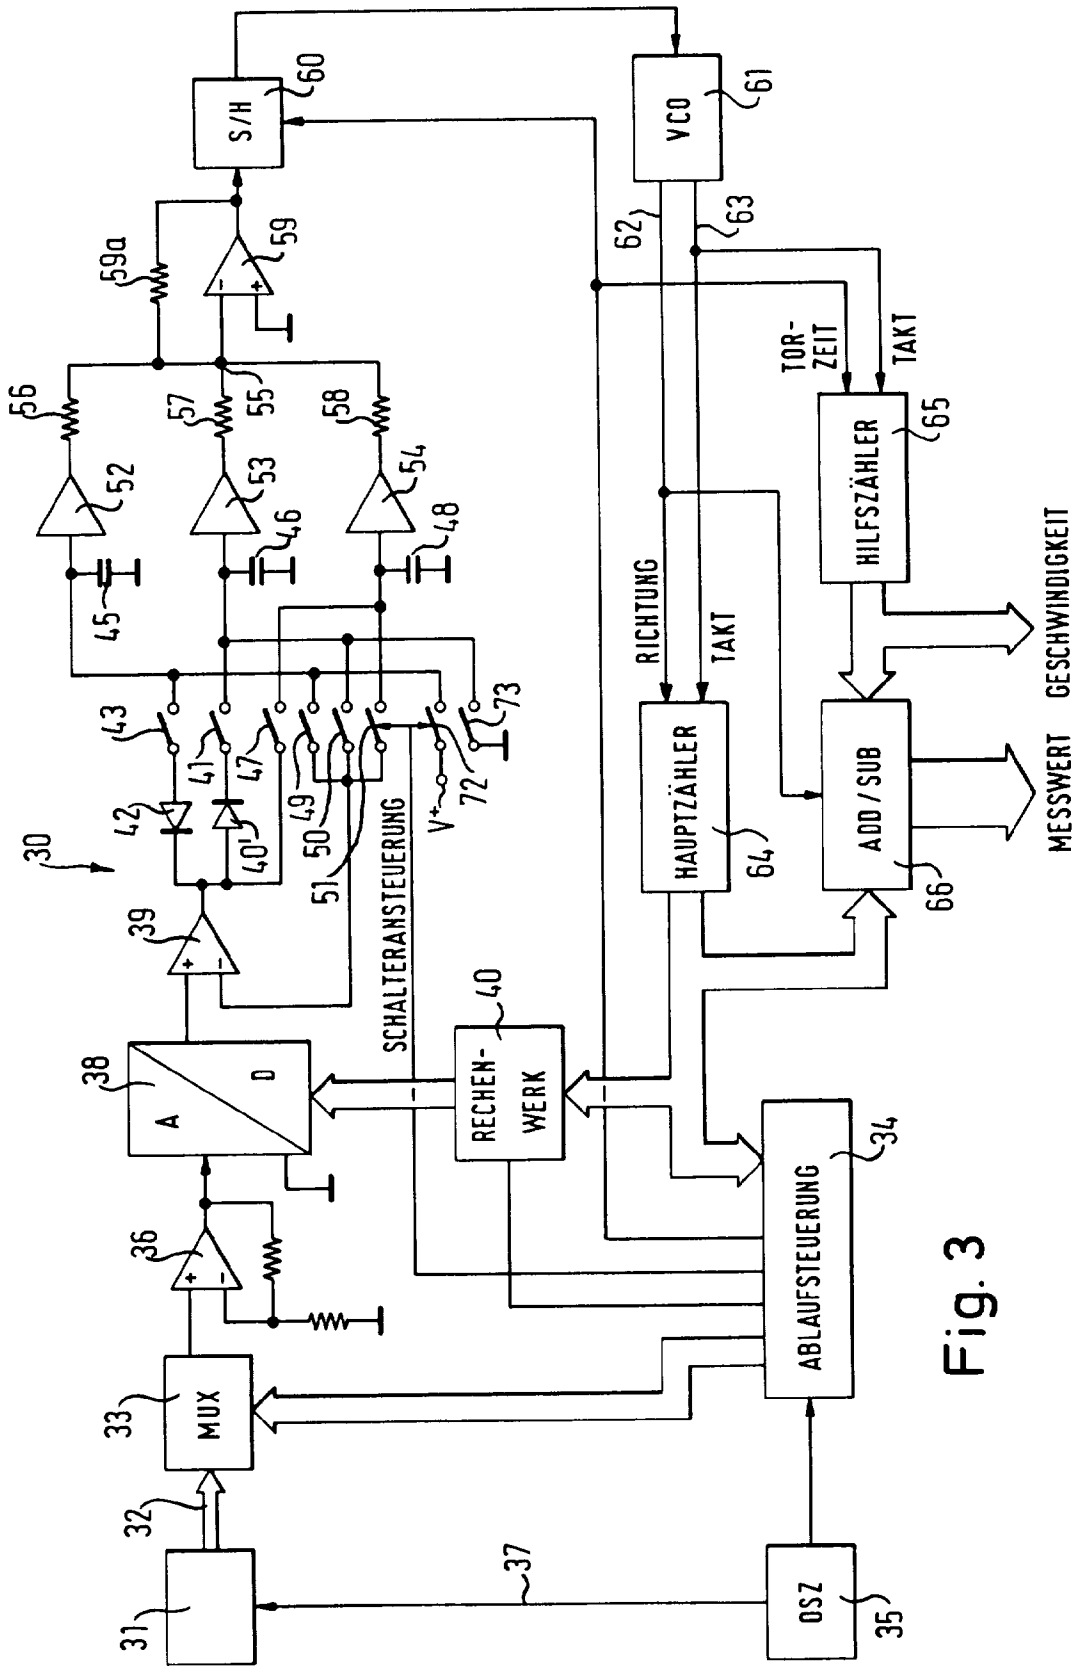 30
31
32
33
MUX
36
+
-
38
A
D
39
+
-
42
43
40'
41
47
49
50
51
V+
72
73
45
46
48
52
53
54
56
57
58
55
59a
59
-
+
S/H
60
VCO
61
62
63
SCHALTERANSTEUERUNG
RECHEN-
WERK
40
RICHTUNG
TAKT
HAUPTZÄHLER
64
TOR-
ZEIT
TAKT
HILFSZÄHLER
65
ADD/SUB
66
MESSWERT
GESCHWINDIGKEIT
ABLAUFSTEUERUNG
34
OSZ
35
37
Fig. 3